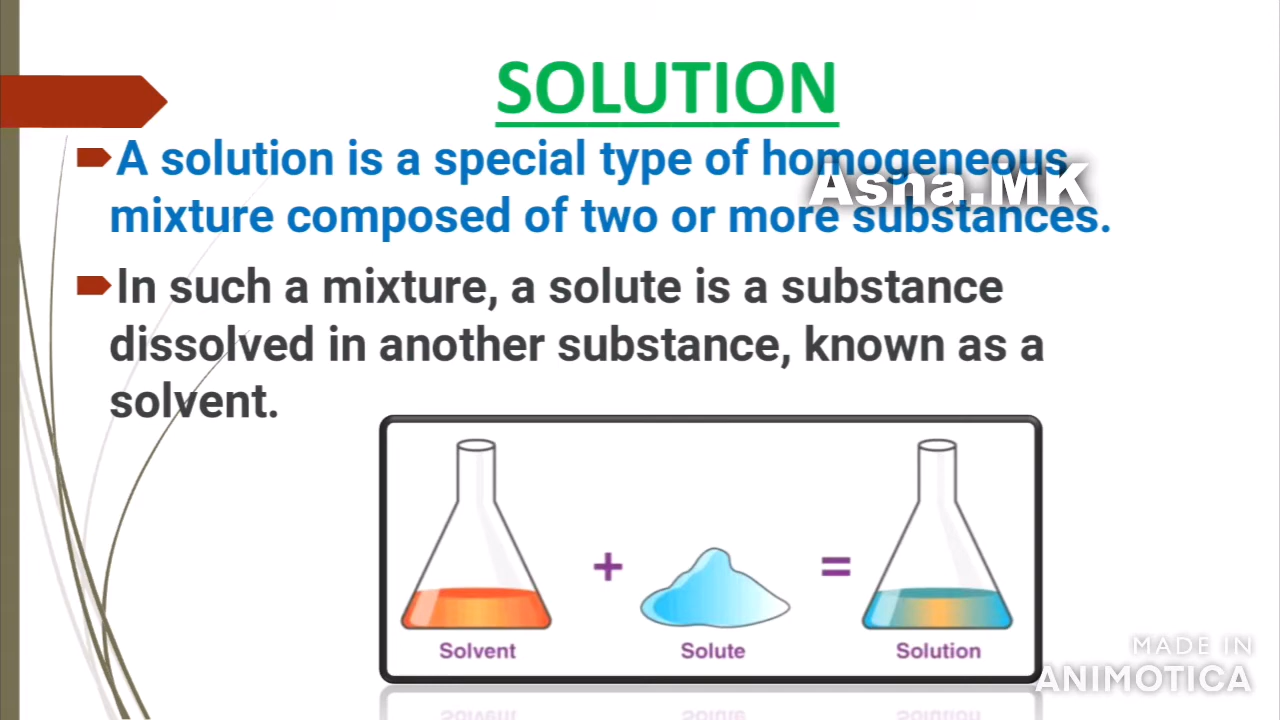 SOLUTION
A solution is a special type of homogeneous
Asna.MK
mixture composed of two or more substances.
In such a mixture, a solute is a substance
dissolved in another substance, known as a
solvent.
+ =
Solvent Solute Solution
MADE IN
ANIMOTICA